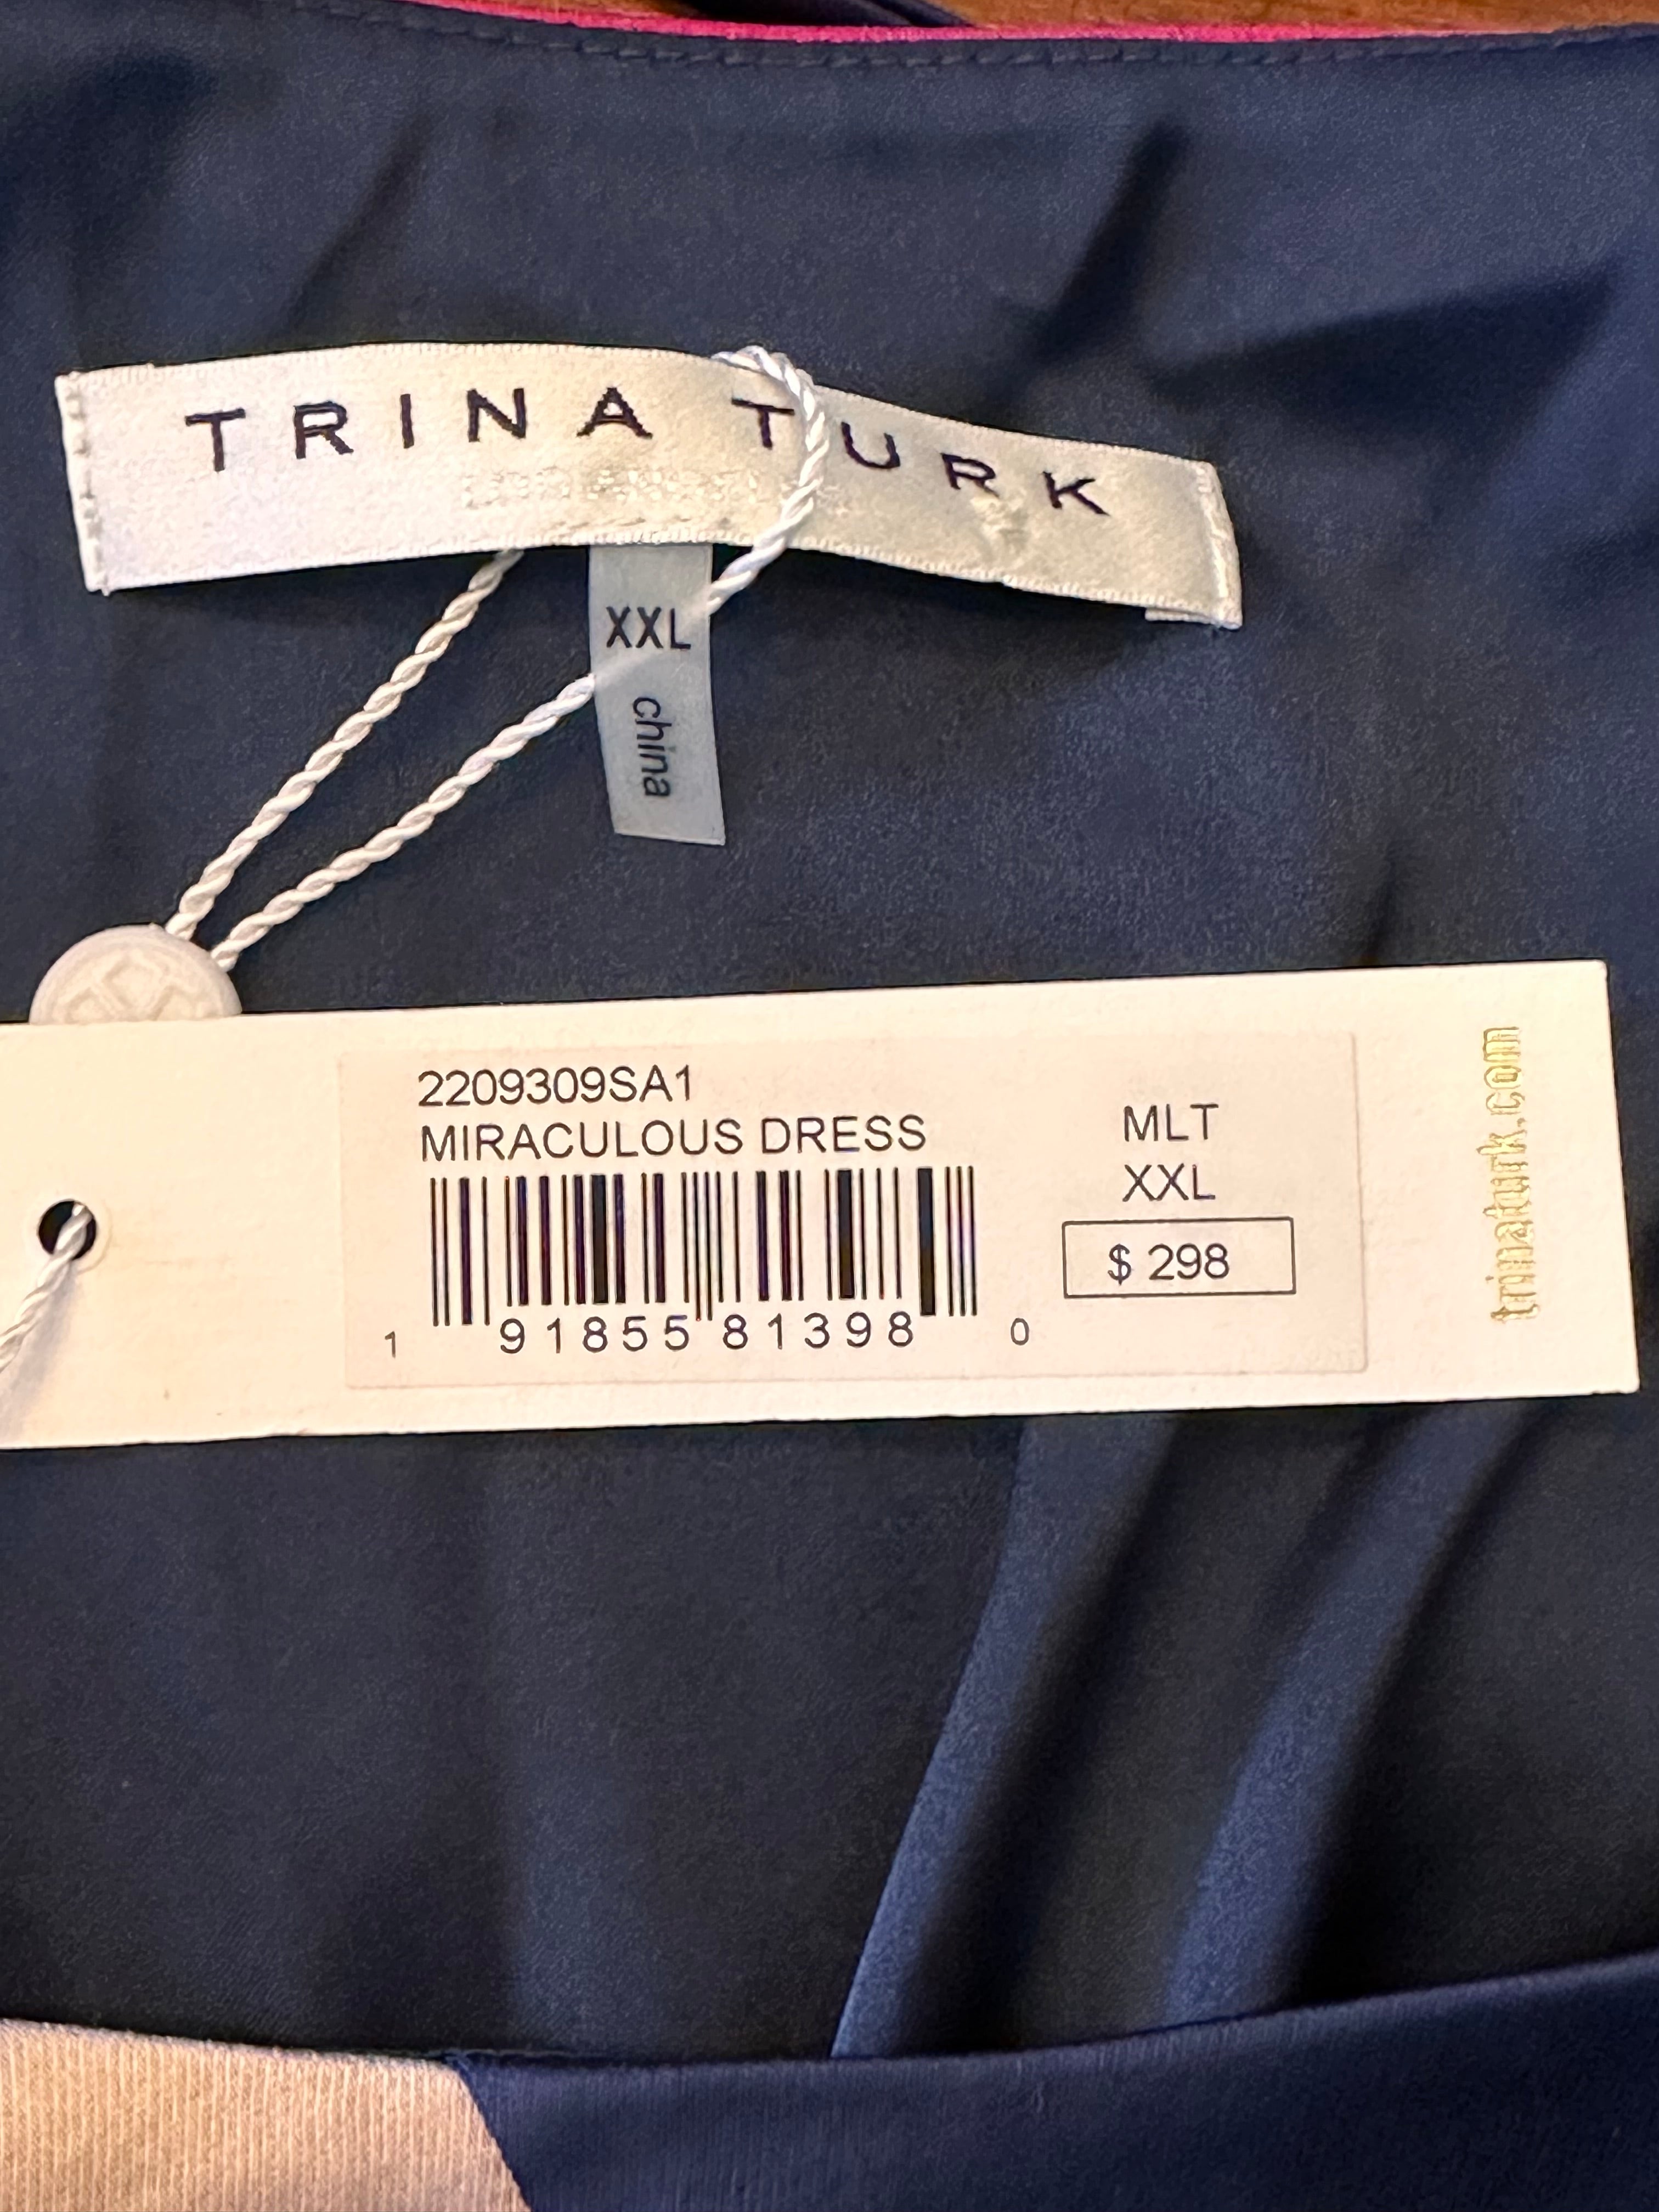 TRINA TURK
XXL
china
2209309SA1
MIRACULOUS DRESS
MLT
XXL
$ 298
1 91855 81398 0
trinaturk.com